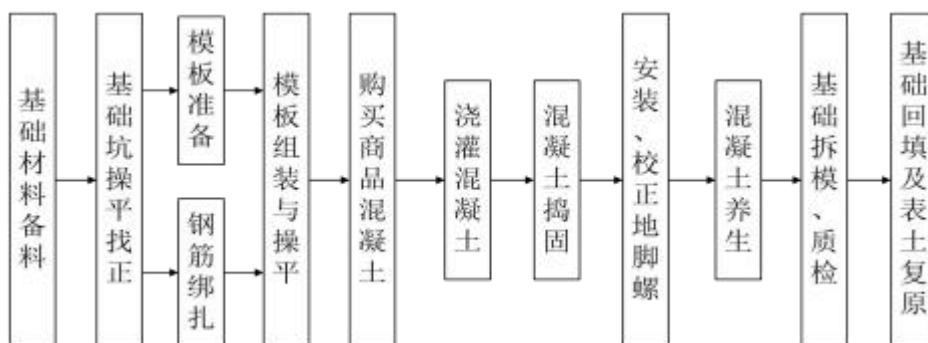 基础材料备料
基础坑操平找正
模板准备
钢筋绑扎
模板组装与操平
购买商品混凝土
浇灌混凝土
混凝土捣固
安装、校正地脚螺
混凝土养生
基础拆模、质检
基础回填及表土复原